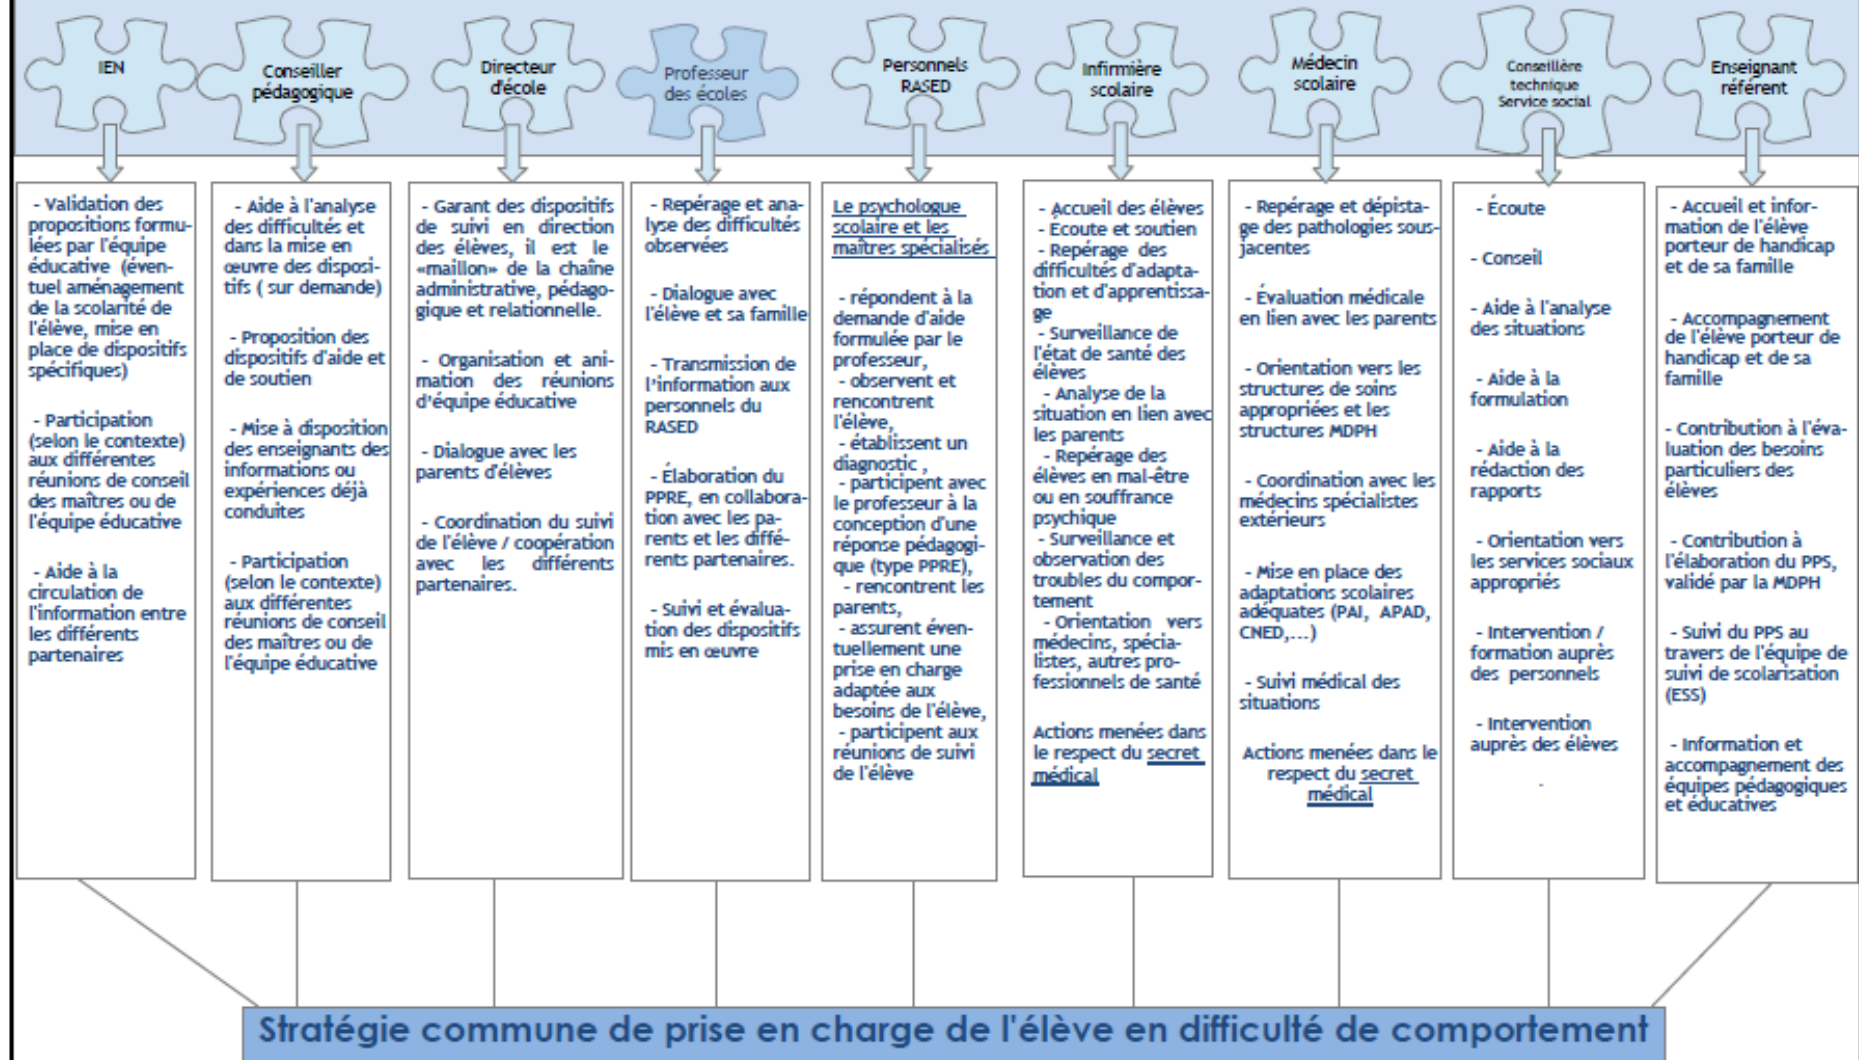 IEN
Conseiller
pédagogique
Directeur
d'école
Professeur
des écoles
Personnels
RASED
Infirmière
scolaire
Médecin
scolaire
Conseillère
technique
Service social
Enseignant
référent
- Validation des
propositions formu-
lées par l'équipe
éducative (éven-
tuel aménagement
de la scolarité de
l'élève, mise en
place de dispositifs
spécifiques)
- Participation
(selon le contexte)
aux différentes
réunions de conseil
des maîtres ou de
l'équipe éducative
- Aide à la
circulation de
l'information entre
les différents
partenaires
- Aide à l'analyse
des difficultés et
dans la mise en
œuvre des disposi-
tifs ( sur demande)
- Proposition des
dispositifs d'aide et
de soutien
- Mise à disposition
des enseignants des
informations ou
expériences déjà
conduites
- Participation
(selon le contexte)
aux différentes
réunions de conseil
des maîtres ou de
l'équipe éducative
- Garant des dispositifs
de suivi en direction
des élèves, il est le
«maillon» de la chaîne
administrative, pédago-
gique et relationnelle.
- Organisation et ani-
mation des réunions
d'équipe éducative
- Dialogue avec les
parents d'élèves
- Coordination du suivi
de l'élève / coopération
avec les différents
partenaires.
- Repérage et ana-
lyse des difficultés
observées
- Dialogue avec
l'élève et sa famille
- Transmission de
l'information aux
personnels du
RASED
- Élaboration du
PPRE, en collabora-
tion avec les pa-
rents et les diffé-
rents partenaires.
- Suivi et évalua-
tion des dispositifs
mis en œuvre
Le psychologue
scolaire et les
maîtres spécialisés
- répondent à la
demande d'aide
formulée par le
professeur,
- observent et
rencontrent
l'élève,
- établissent un
diagnostic ,
- participent avec
le professeur à la
conception d'une
réponse pédagogi-
que (type PPRE),
- rencontrent les
parents,
- assurent éven-
tuellement une
prise en charge
adaptée aux
besoins de l'élève,
- participent aux
réunions de suivi
de l'élève
- Accueil des élèves
- Écoute et soutien
- Repérage des
difficultés d'adapta-
tion et d'apprentissa-
ge
- Surveillance de
l'état de santé des
élèves
- Analyse de la
situation en lien avec
les parents
- Repérage des
élèves en mal-être
ou en souffrance
psychique
- Surveillance et
observation des
troubles du compor-
tement
- Orientation vers
médecins, spécia-
listes, autres pro-
fessionnels de santé
Actions menées dans
le respect du secret
médical
- Repérage et dépista-
ge des pathologies sous-
jacentes
- Évaluation médicale
en lien avec les parents
- Orientation vers les
structures de soins
appropriées et les
structures MDPH
- Coordination avec les
médecins spécialistes
extérieurs
- Mise en place des
adaptations scolaires
adéquates (PAI, APAD,
CNED,...)
- Suivi médical des
situations
Actions menées dans le
respect du secret
médical
- Écoute
- Conseil
- Aide à l'analyse
des situations
- Aide à la
formulation
- Aide à la
rédaction des
rapports
- Orientation vers
les services sociaux
appropriés
- Intervention /
formation auprès
des personnels
- Intervention
auprès des élèves
.
- Accueil et infor-
mation de l'élève
porteur de handicap
et de sa famille
- Accompagnement
de l'élève porteur de
handicap et de sa
famille
- Contribution à l'éva-
luation des besoins
particuliers des
élèves
- Contribution à
l'élaboration du PPS,
validé par la MDPH
- Suivi du PPS au
travers de l'équipe de
suivi de scolarisation
(ESS)
- Information et
accompagnement des
équipes pédagogiques
et éducatives
Stratégie commune de prise en charge de l'élève en difficulté de comportement